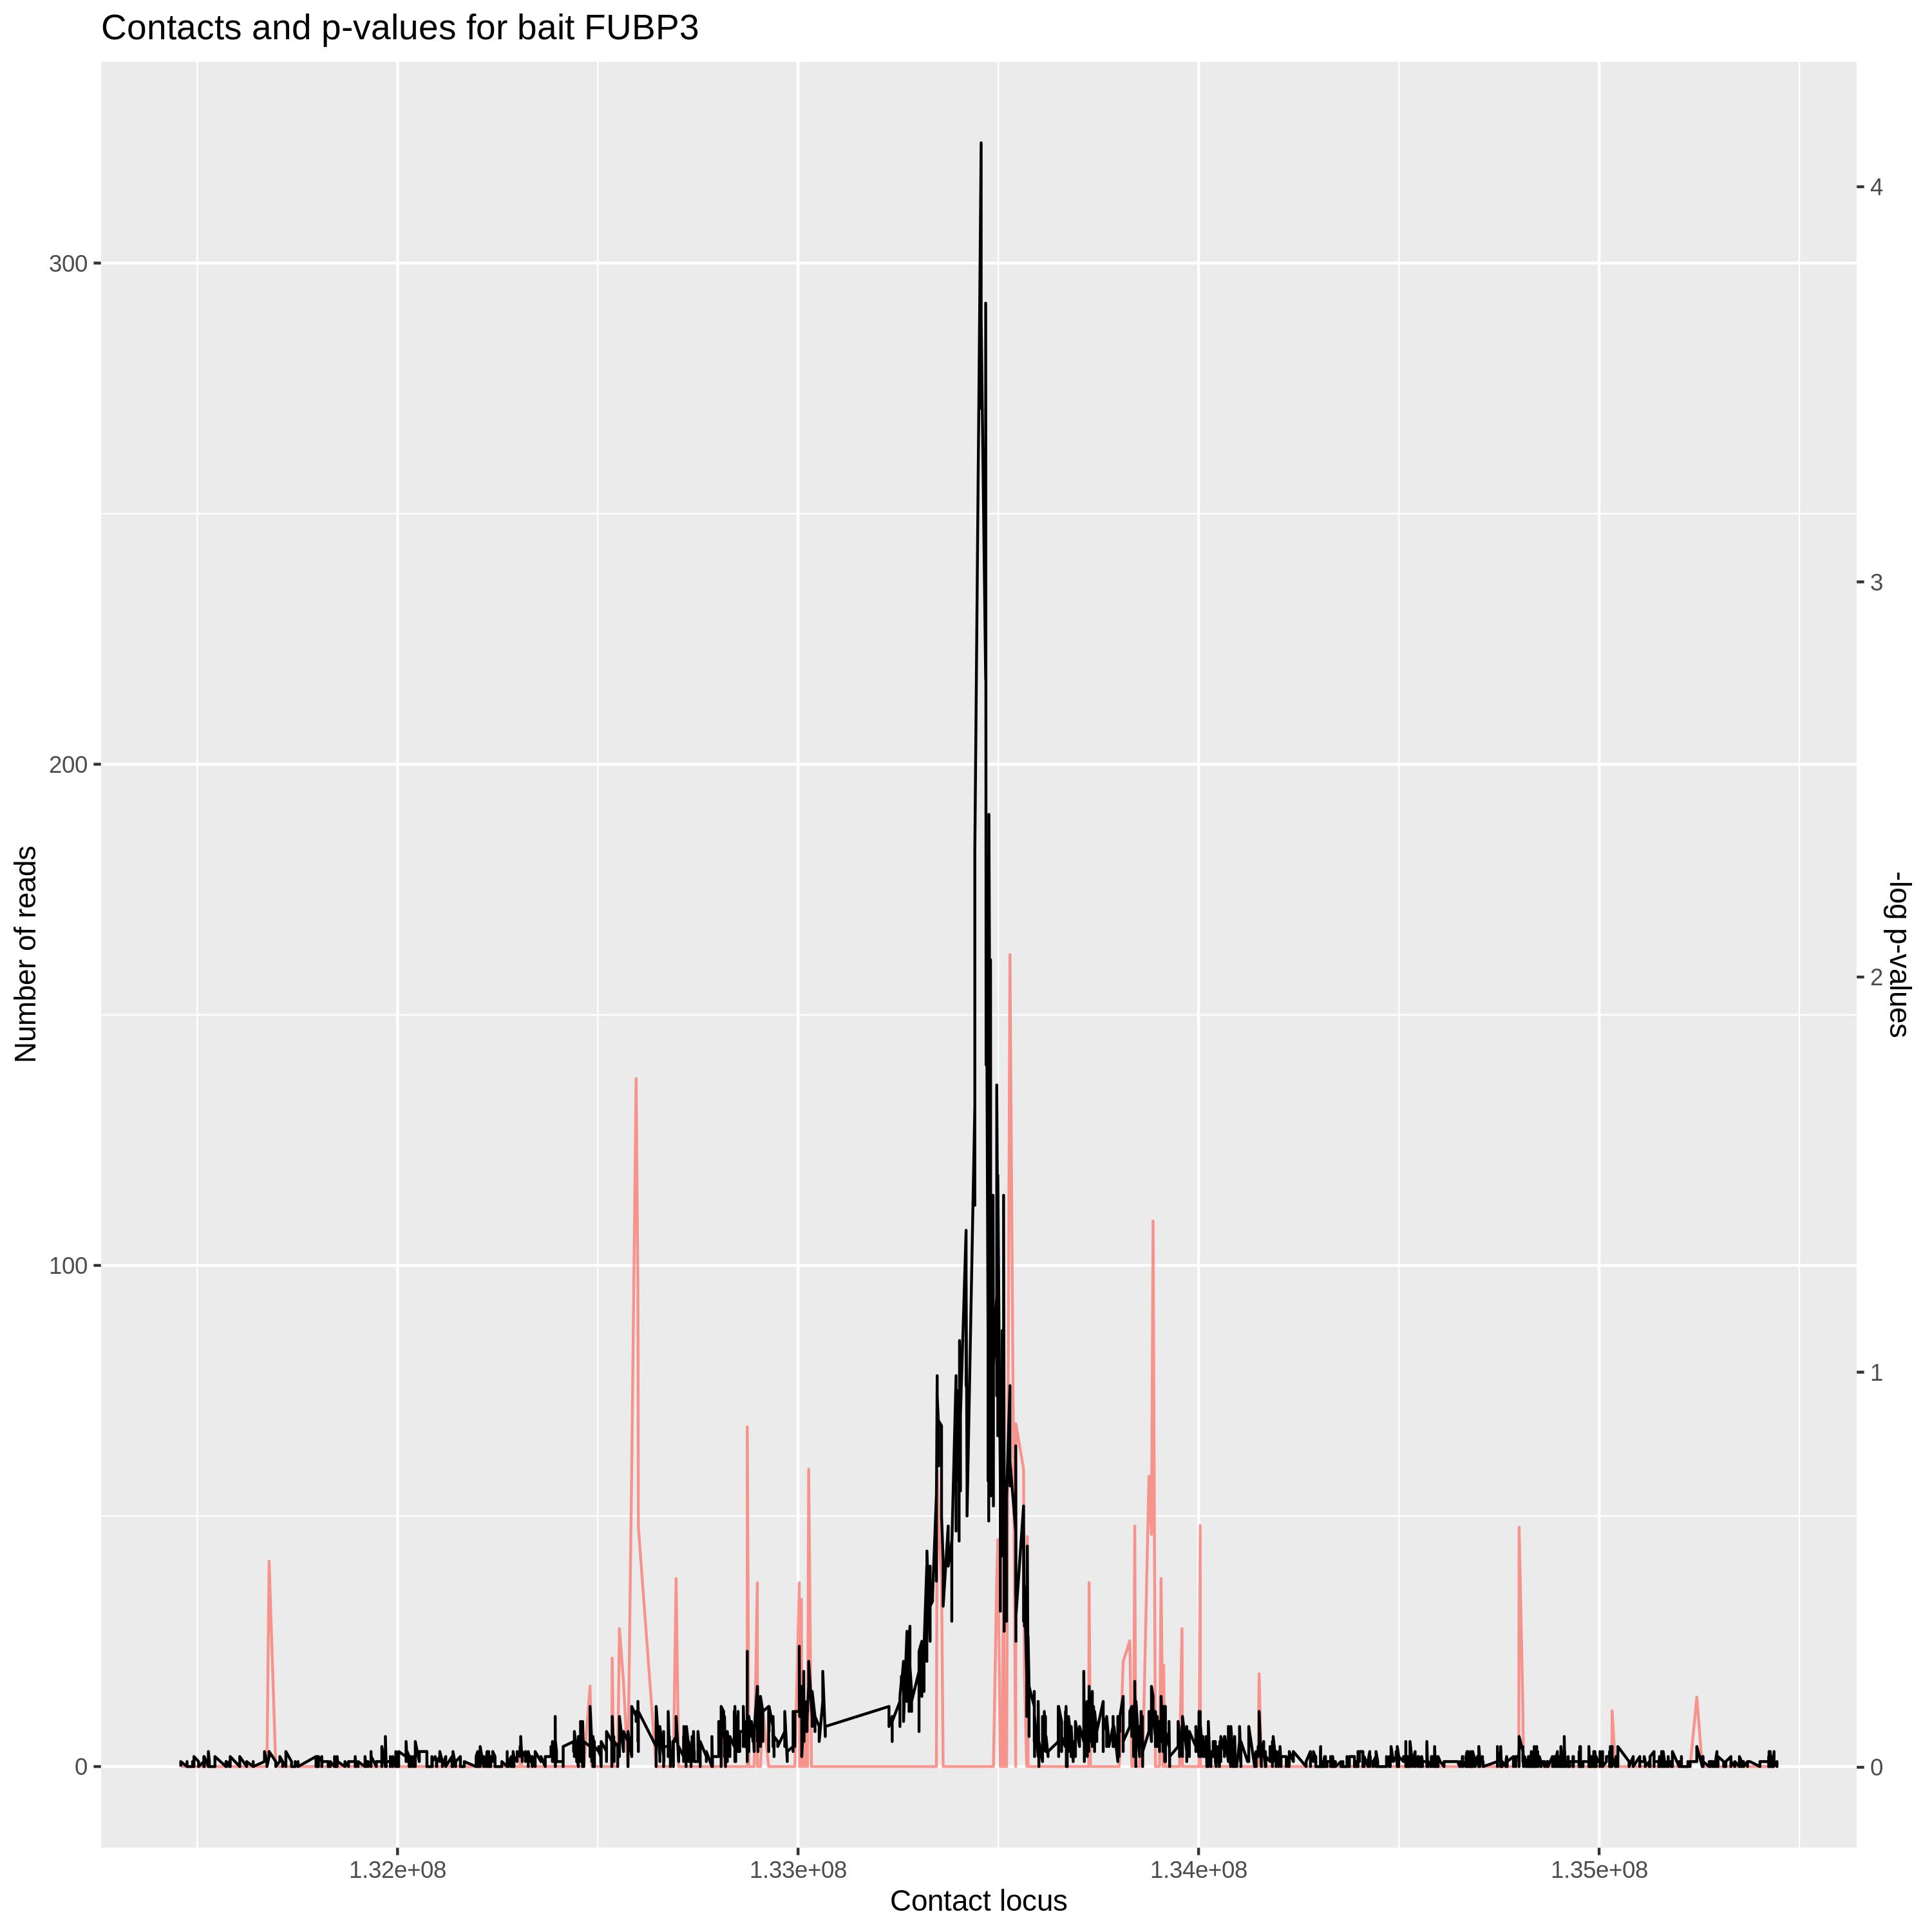 Contacts and p-values for bait FUBP3
Number of reads
300
200
100
0
4
3
2
1
0
-log p-values
1.32e+08
1.33e+08
1.34e+08
1.35e+08
Contact locus